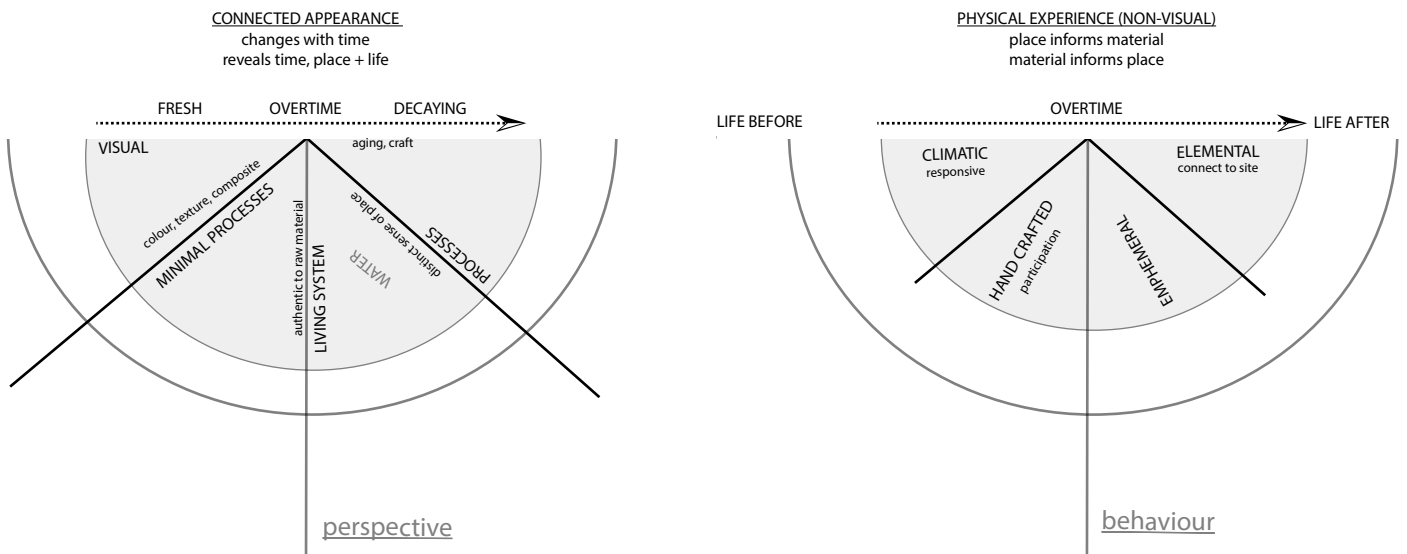 CONNECTED APPEARANCE
changes with time
reveals time, place + life
FRESH
OVERTIME
DECAYING
VISUAL
aging, craft
colour, texture, composite
MINIMAL PROCESSES
authentic to raw material
LIVING SYSTEM
WATER
distinct sense of place
PROCESSES
perspective
PHYSICAL EXPERIENCE (NON-VISUAL)
place informs material
material informs place
LIFE BEFORE
OVERTIME
LIFE AFTER
CLIMATIC
responsive
ELEMENTAL
connect to site
HAND CRAFTED
participation
EMPHEMERAL
behaviour